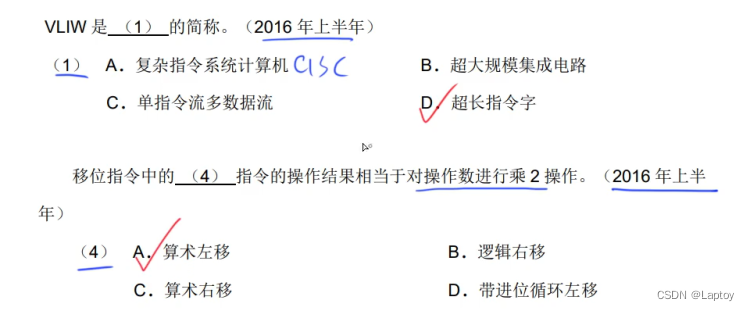 VLIW 是 （1） 的简称。（2016 年上半年）
（1） A．复杂指令系统计算机 CISC B．超大规模集成电路
C．单指令流多数据流 D．超长指令字
移位指令中的 （4） 指令的操作结果相当于对操作数进行乘 2 操作。（2016 年上半
年）
（4） A．算术左移 B．逻辑右移
C．算术右移 D．带进位循环左移
CSDN @Laptoy